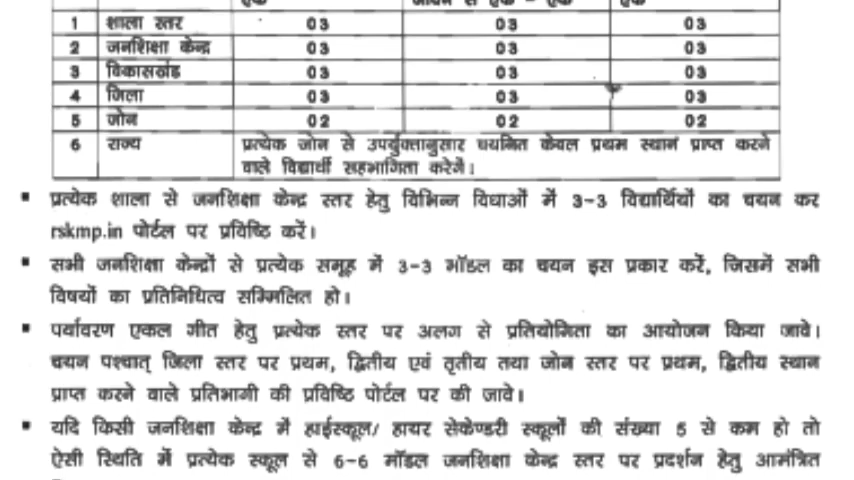 एक जीवन से एक - एक एक
1 शाला स्तर 03 03 03
2 जनशिक्षा केन्द्र 03 03 03
3 विकासखंड 03 03 03
4 जिला 03 03 03
5 जोन 02 02 02
6 राज्य प्रत्येक जोन से उपर्युक्तानुसार चयनित केवल प्रथम स्थान प्राप्त करने
वाले विद्यार्थी सहभागिता करेगें।
▪ प्रत्येक शाला से जनशिक्षा केन्द्र स्तर हेतु विभिन्न विधाओं में 3-3 विद्यार्थियों का चयन कर
rskmp.in पोर्टल पर प्रविष्टि करें।
▪ सभी जनशिक्षा केन्द्रों से प्रत्येक समूह में 3-3 मॉडल का चयन इस प्रकार करें, जिसमें सभी
विषयों का प्रतिनिधित्व सम्मिलित हो।
▪ पर्यावरण एकल गीत हेतु प्रत्येक स्तर पर अलग से प्रतियोगिता का आयोजन किया जावे।
चयन पश्चात् जिला स्तर पर प्रथम, द्वितीय एवं तृतीय तथा जोन स्तर पर प्रथम, द्वितीय स्थान
प्राप्त करने वाले प्रतिभागी की प्रविष्टि पोर्टल पर की जावे।
▪ यदि किसी जनशिक्षा केन्द्र में हाईस्कूल/ हायर सेकेण्डरी स्कूलों की संख्या 5 से कम हो तो
ऐसी स्थिति में प्रत्येक स्कूल से 6-6 मॉडल जनशिक्षा केन्द्र स्तर पर प्रदर्शन हेतु आमंत्रित